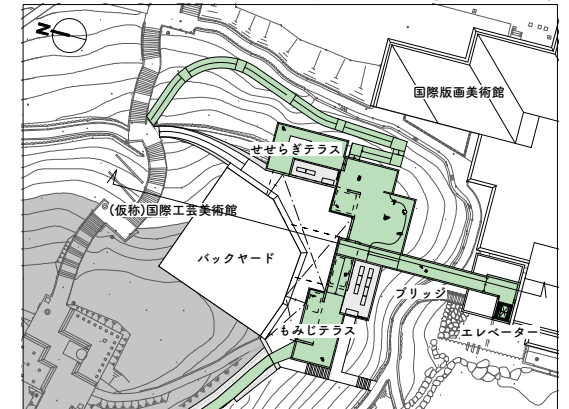 N
国際版画美術館
せせらぎテラス
(仮称)国際工芸美術館
バックヤード
ブリッジ
もみじテラス
エレベーター